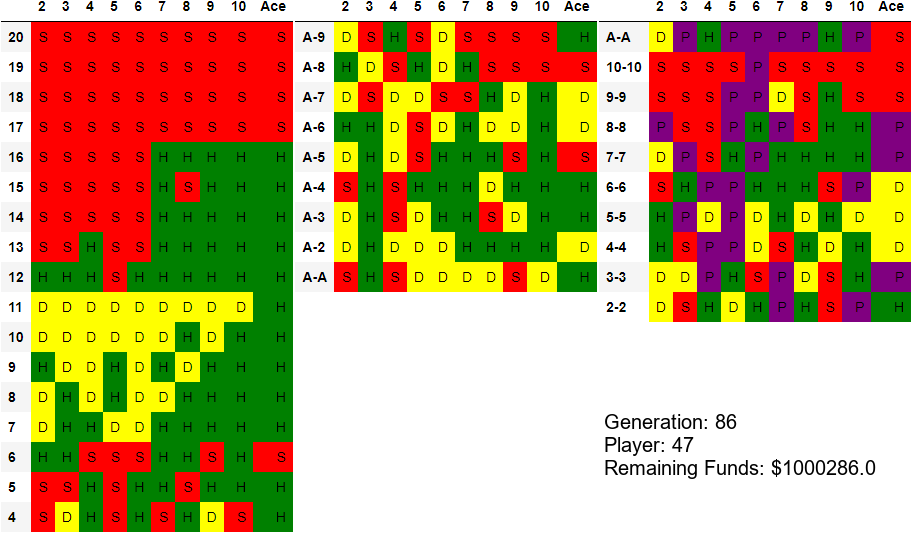 2 3 4 5 6 7 8 9 10 Ace
20 S S S S S S S S S S
19 S S S S S S S S S S
18 S S S S S S S S S S
17 S S S S S S S S S S
16 S S S S S H H H H H
15 S S S S S H S H H H
14 S S S S S H H H H H
13 S S H S S H H H H H
12 H H H S H H H H H H
11 D D D D D D D D H
10 D D D D D D H D H H
9 H D D H D H D H H H
8 D H D H D D H H H H
7 D H H D D H H H H H
6 H H S S S H H S H S
5 S S H S H H S H H H
4 S D H S H S H D S H
2 3 4 5 6 7 8 9 10 Ace
A-9 D S H S D S S S S H
A-8 H D S H D H S S S S
A-7 D S D D S S H D H D
A-6 H H D S D H D D H D
A-5 D H D S H H H S H S
A-4 S H S H H H D H H H
A-3 D H S D H H S D H H
A-2 D H D D D H H H H D
A-A S H S D D D D S D H
2 3 4 5 6 7 8 9 10 Ace
A-A D P H P P P P H P S
10-10 S S S S P S S S S S
9-9 S S S P P D S H S S
8-8 P S S P H P S H H P
7-7 D P S H P H H H H P
6-6 S H P P H H H S P D
5-5 H P D P D H D H D D
4-4 H S P P D S H D H D
3-3 D D P H S P D S H P
2-2 D S H D H P H S P H
Generation: 86
Player: 47
Remaining Funds: $1000286.0